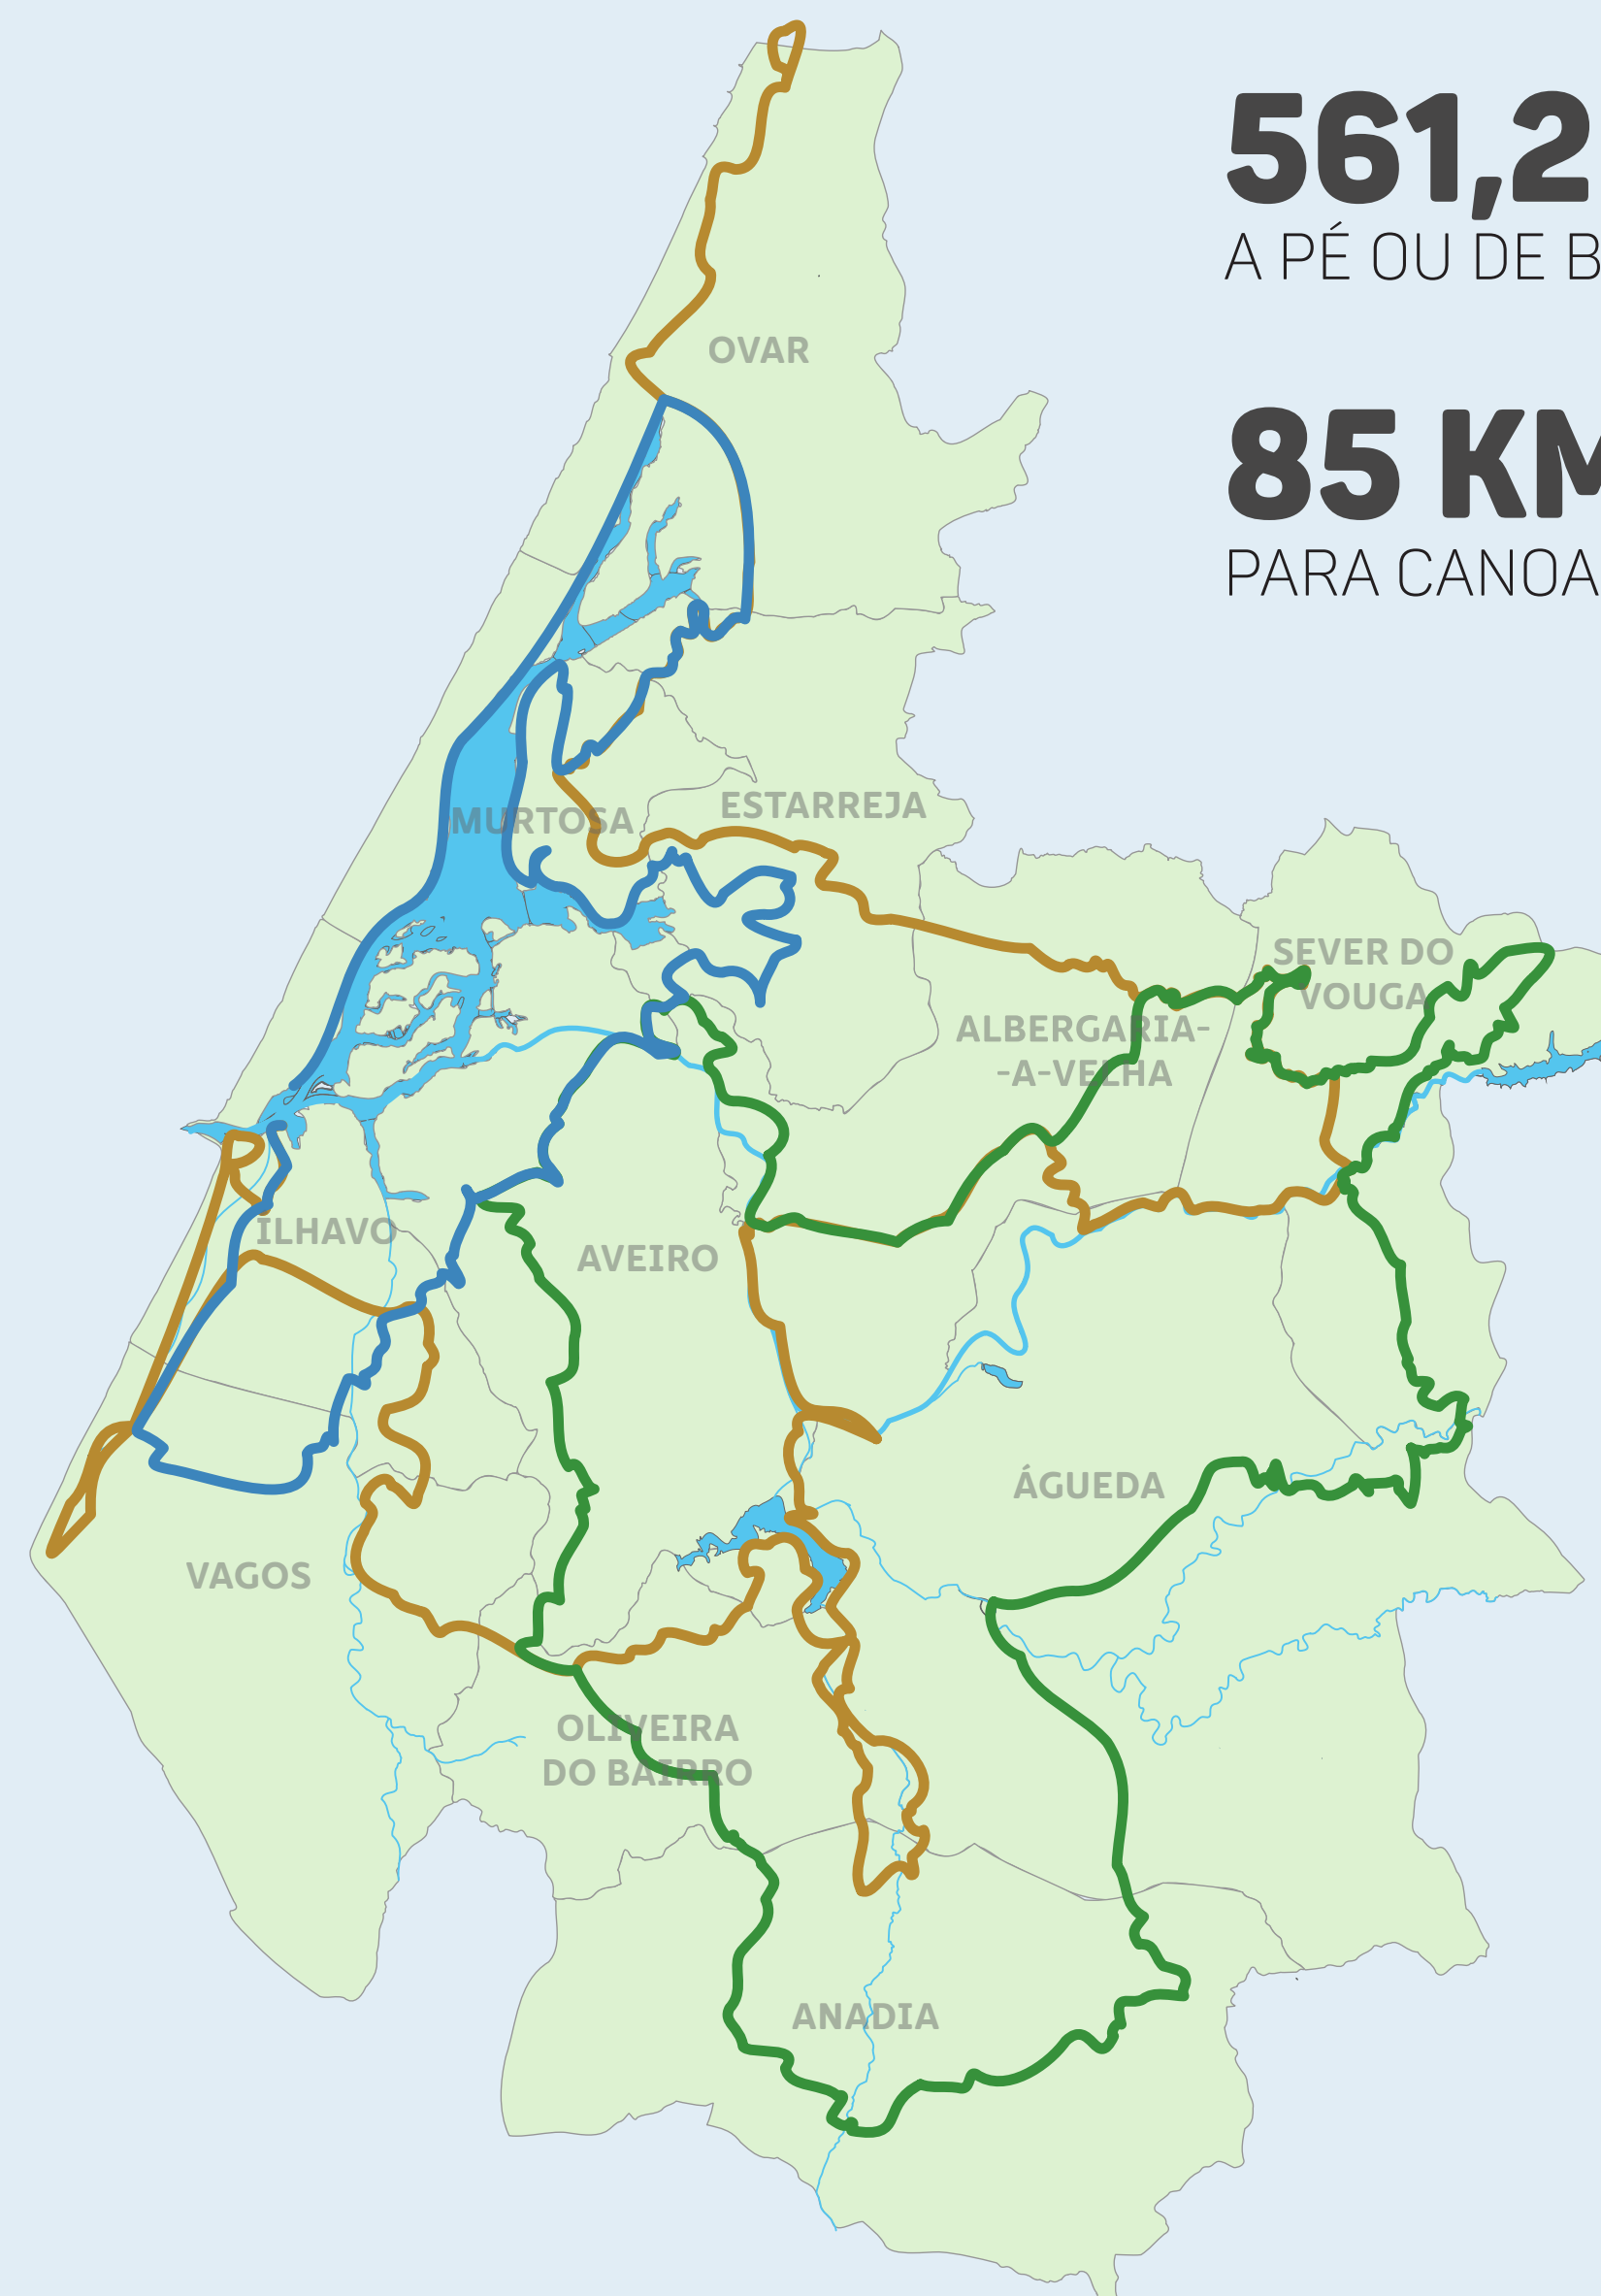 561,2
A PÉ OU DE B
OVAR
85 KM
PARA CANOA
MURTOSA
ESTARREJA
SEVER DO
VOUGA
ALBERGARIA-
-A-VELHA
ILHAVO
AVEIRO
ÁGUEDA
VAGOS
OLIVEIRA
DO BAIRRO
ANADIA